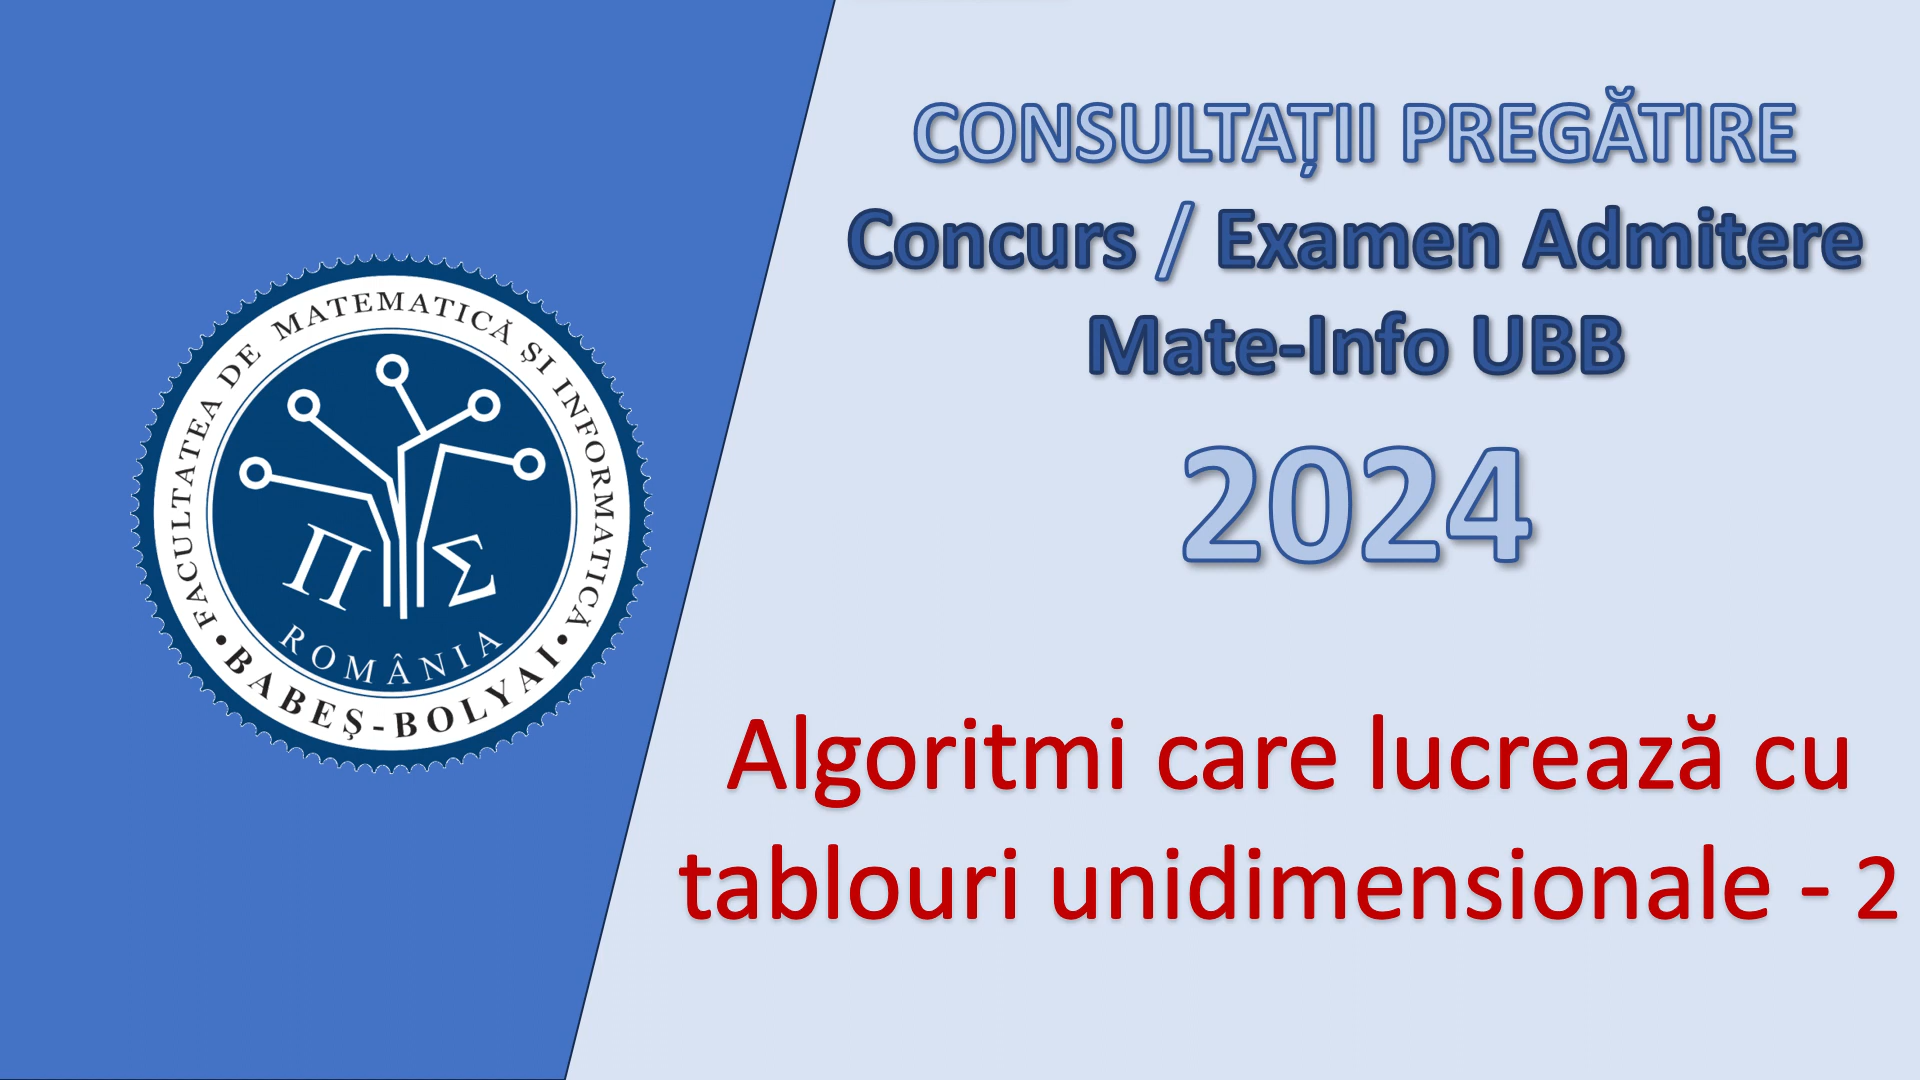 FACULTATEA DE MATEMATICĂ ȘI INFORMATICĂ
• BABEŞ-BOLYAI •
ROMÂNIA
Π Σ
CONSULTAȚII PREGĂTIRE
Concurs / Examen Admitere
Mate-Info UBB
2024
Algoritmi care lucrează cu
tablouri unidimensionale - 2